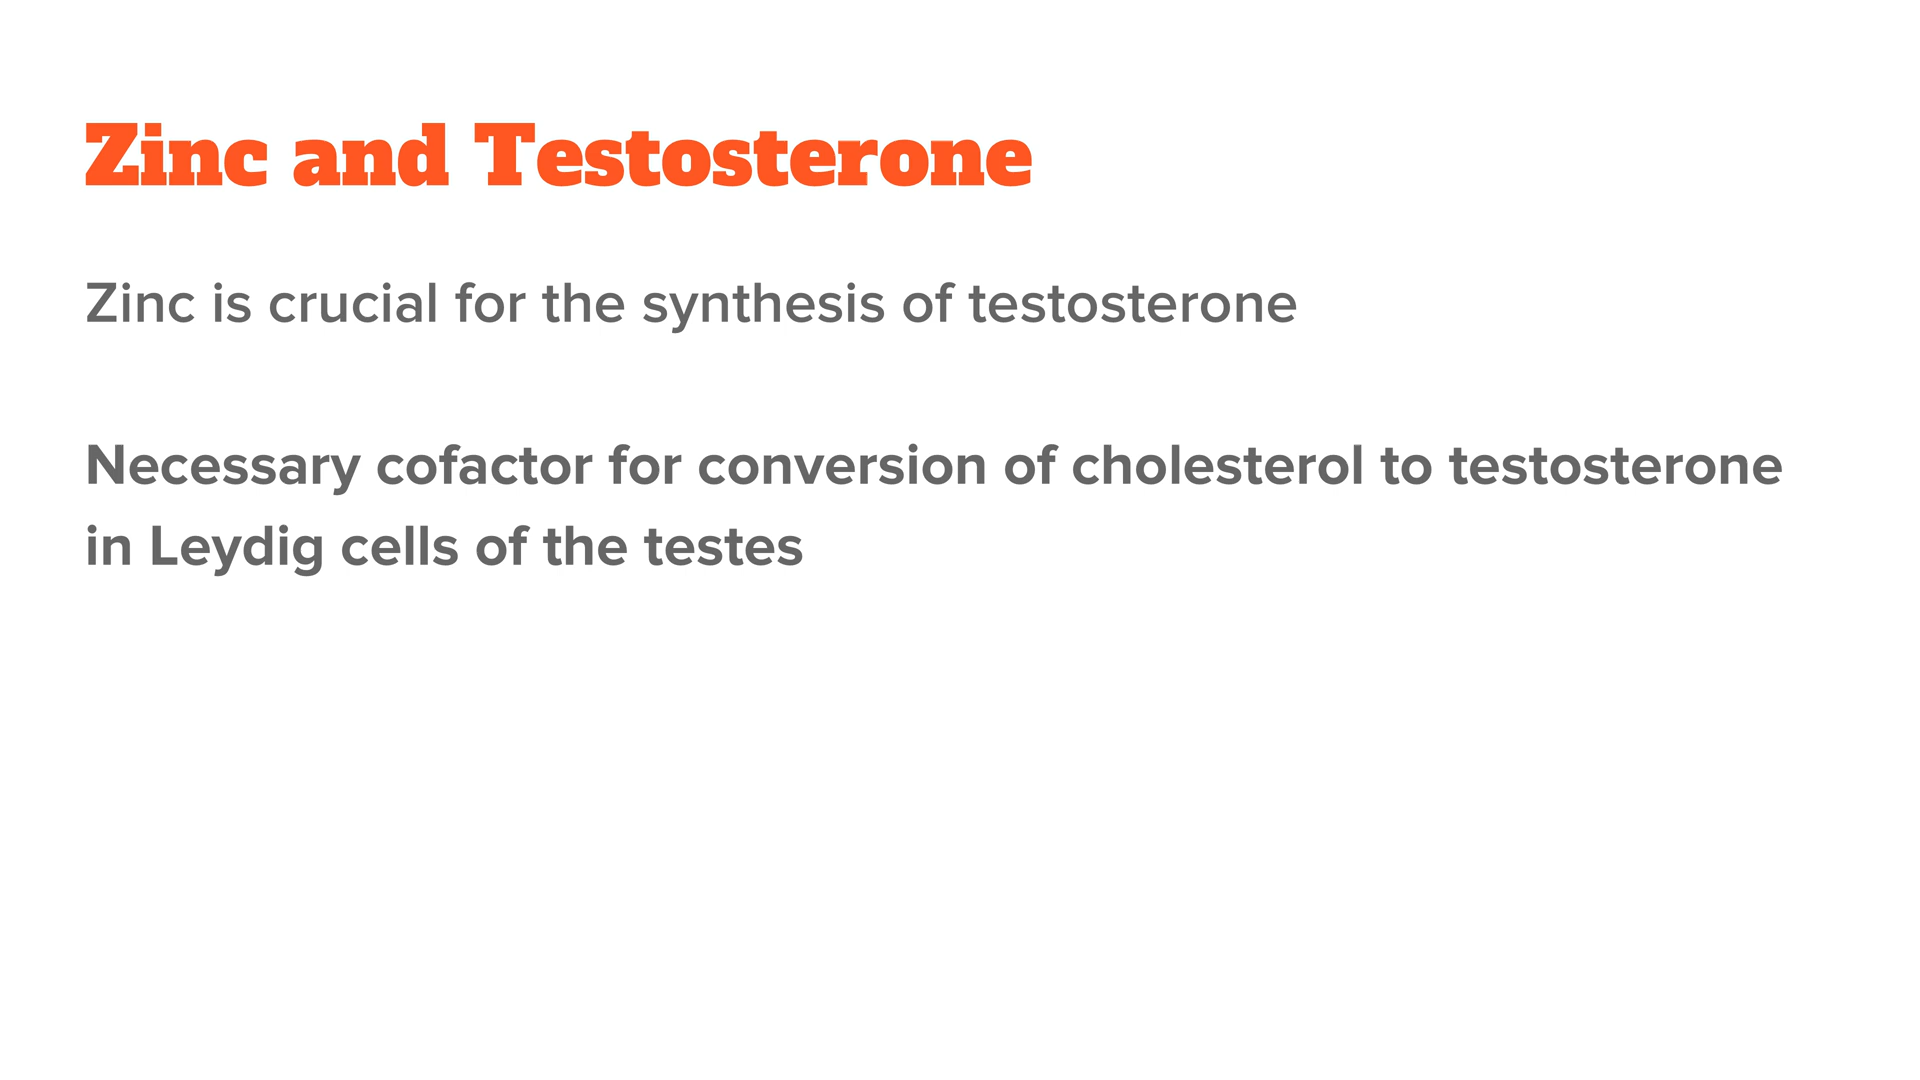 Zinc and Testosterone
Zinc is crucial for the synthesis of testosterone
Necessary cofactor for conversion of cholesterol to testosterone
in Leydig cells of the testes